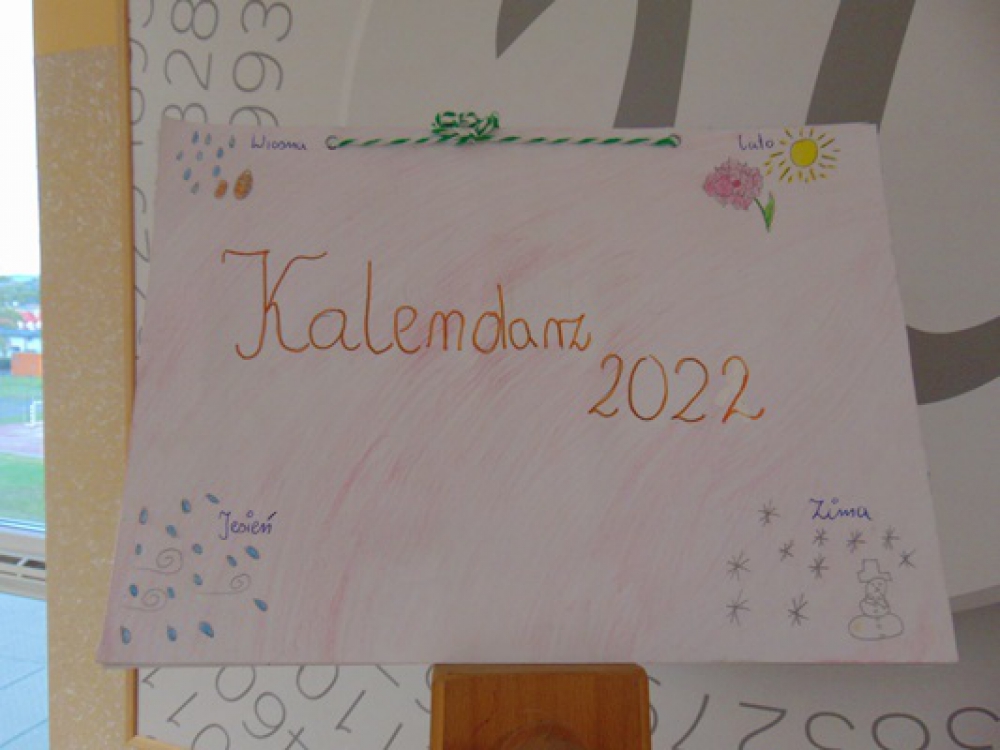 Wiosna
Lato
Kalendarz
2022
Jesień
Zima